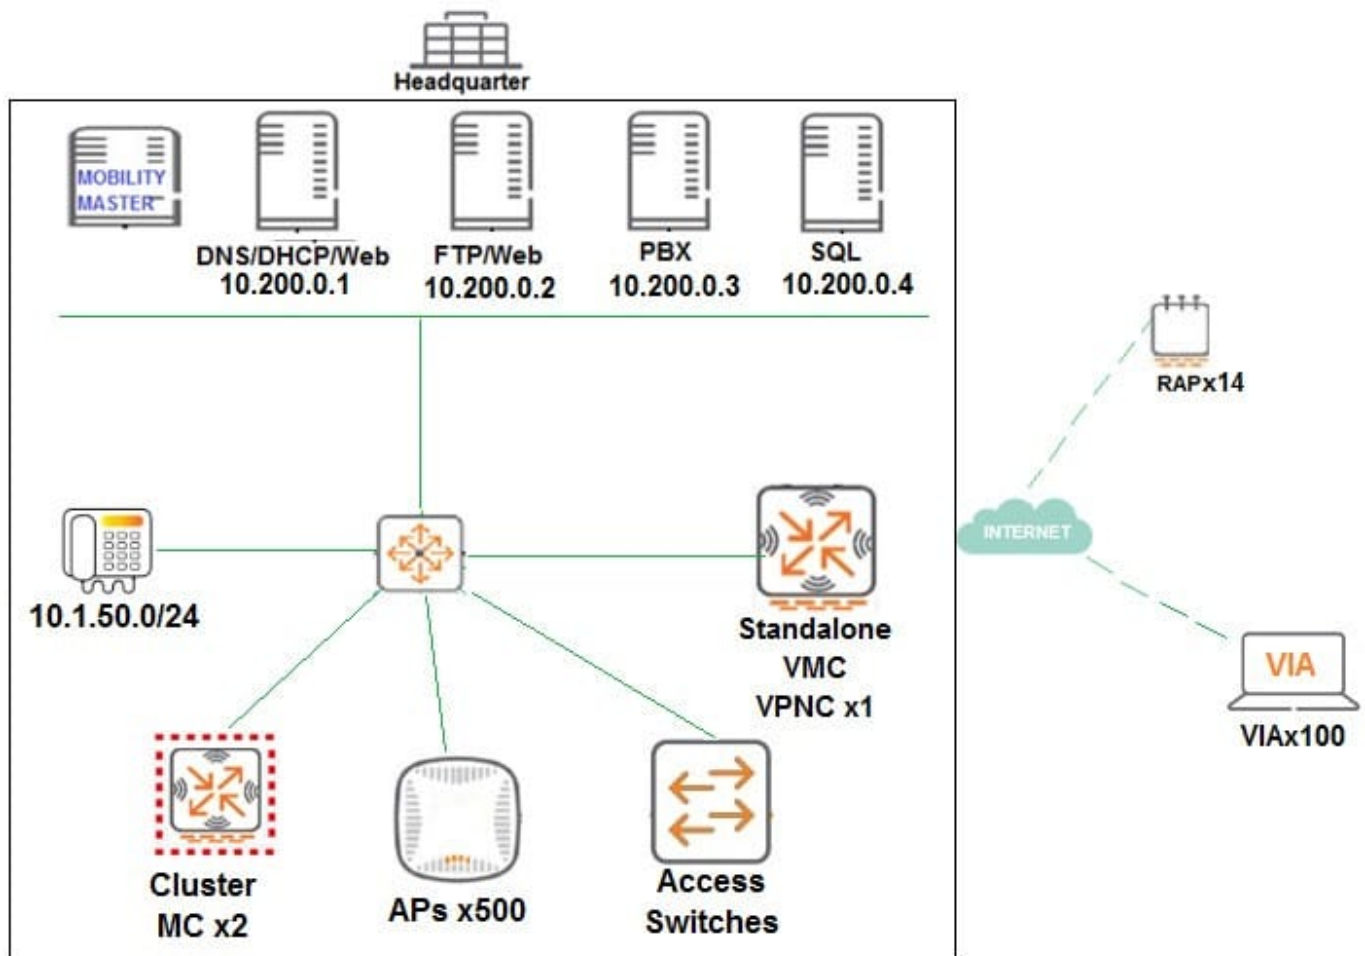 Headquarter
MOBILITY
MASTER
DNS/DHCP/Web
10.200.0.1
FTP/Web
10.200.0.2
PBX
10.200.0.3
SQL
10.200.0.4
RAPx14
INTERNET
10.1.50.0/24
Standalone
VMC
VPNC x1
VIA
VIAx100
Cluster
MC x2
APs x500
Access
Switches